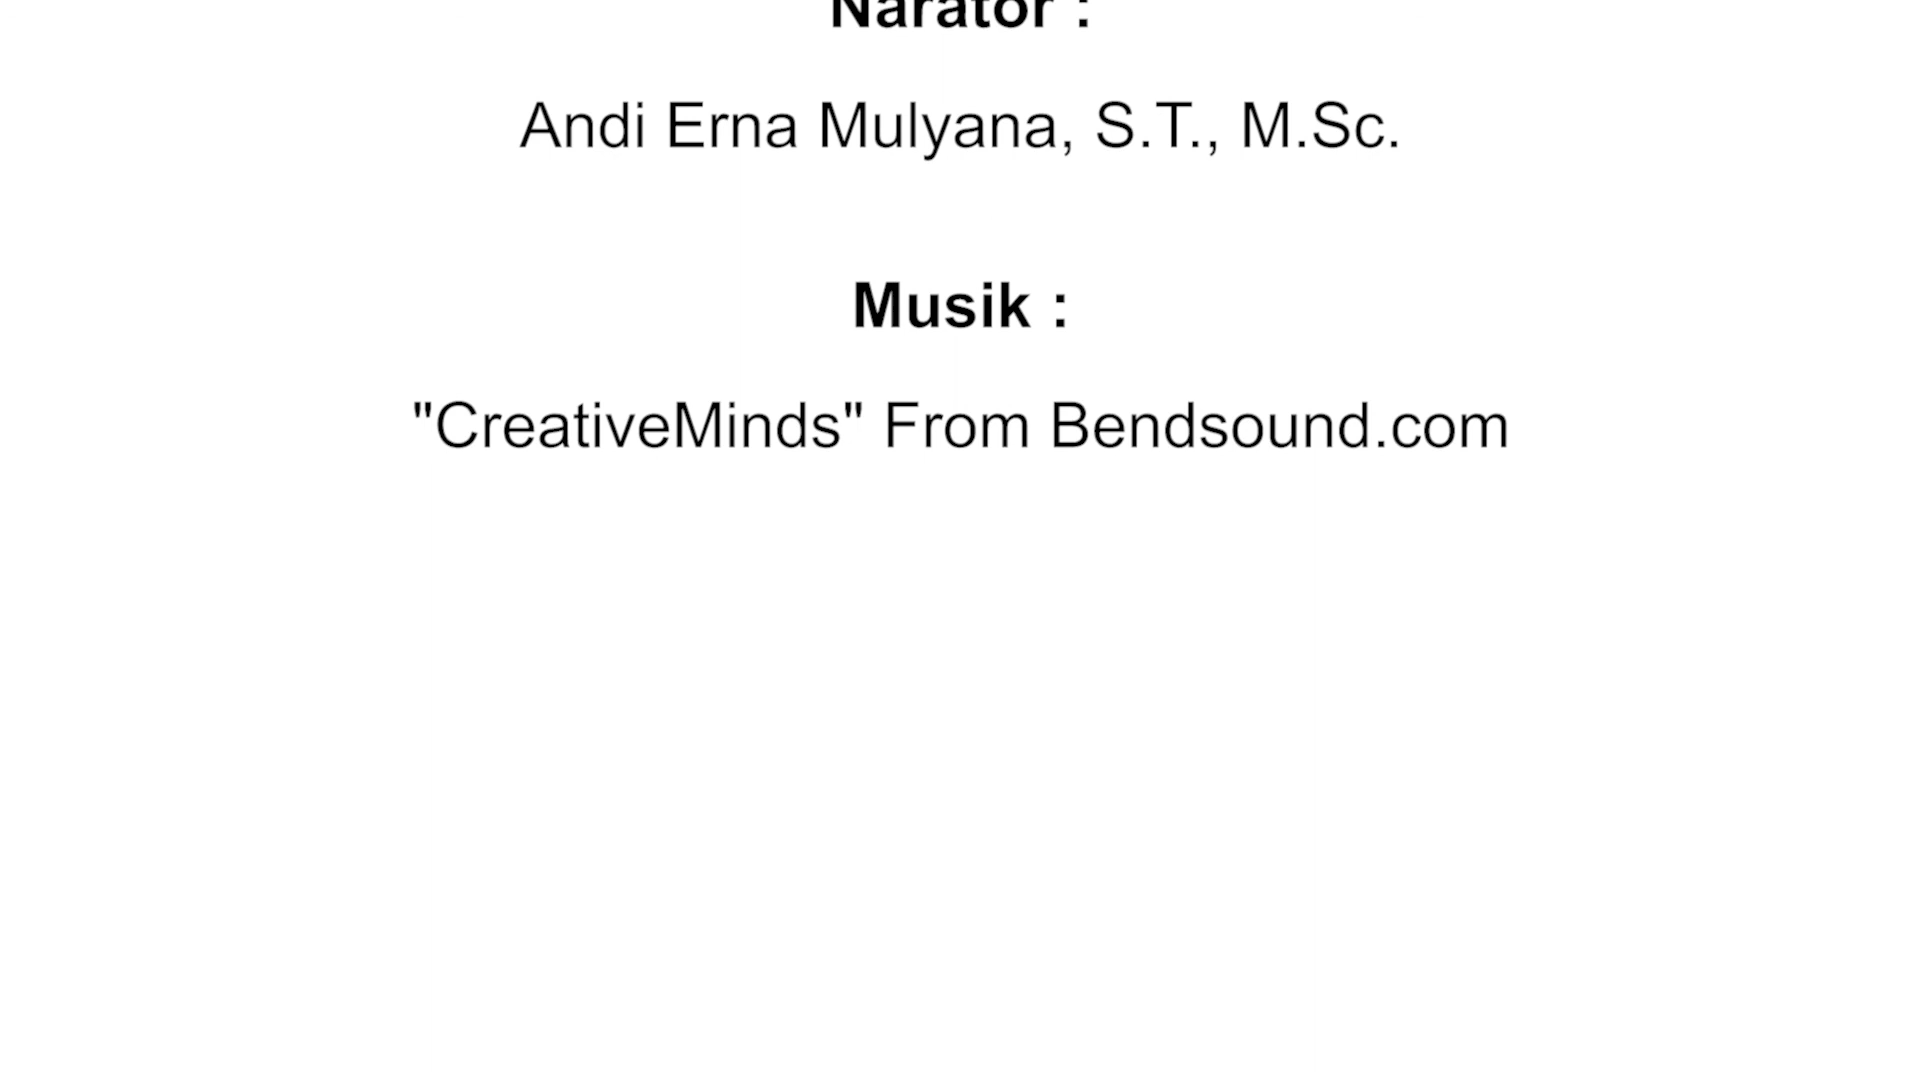 Narator :
Andi Erna Mulyana, S.T., M.Sc.
Musik :
"CreativeMinds" From Bendsound.com